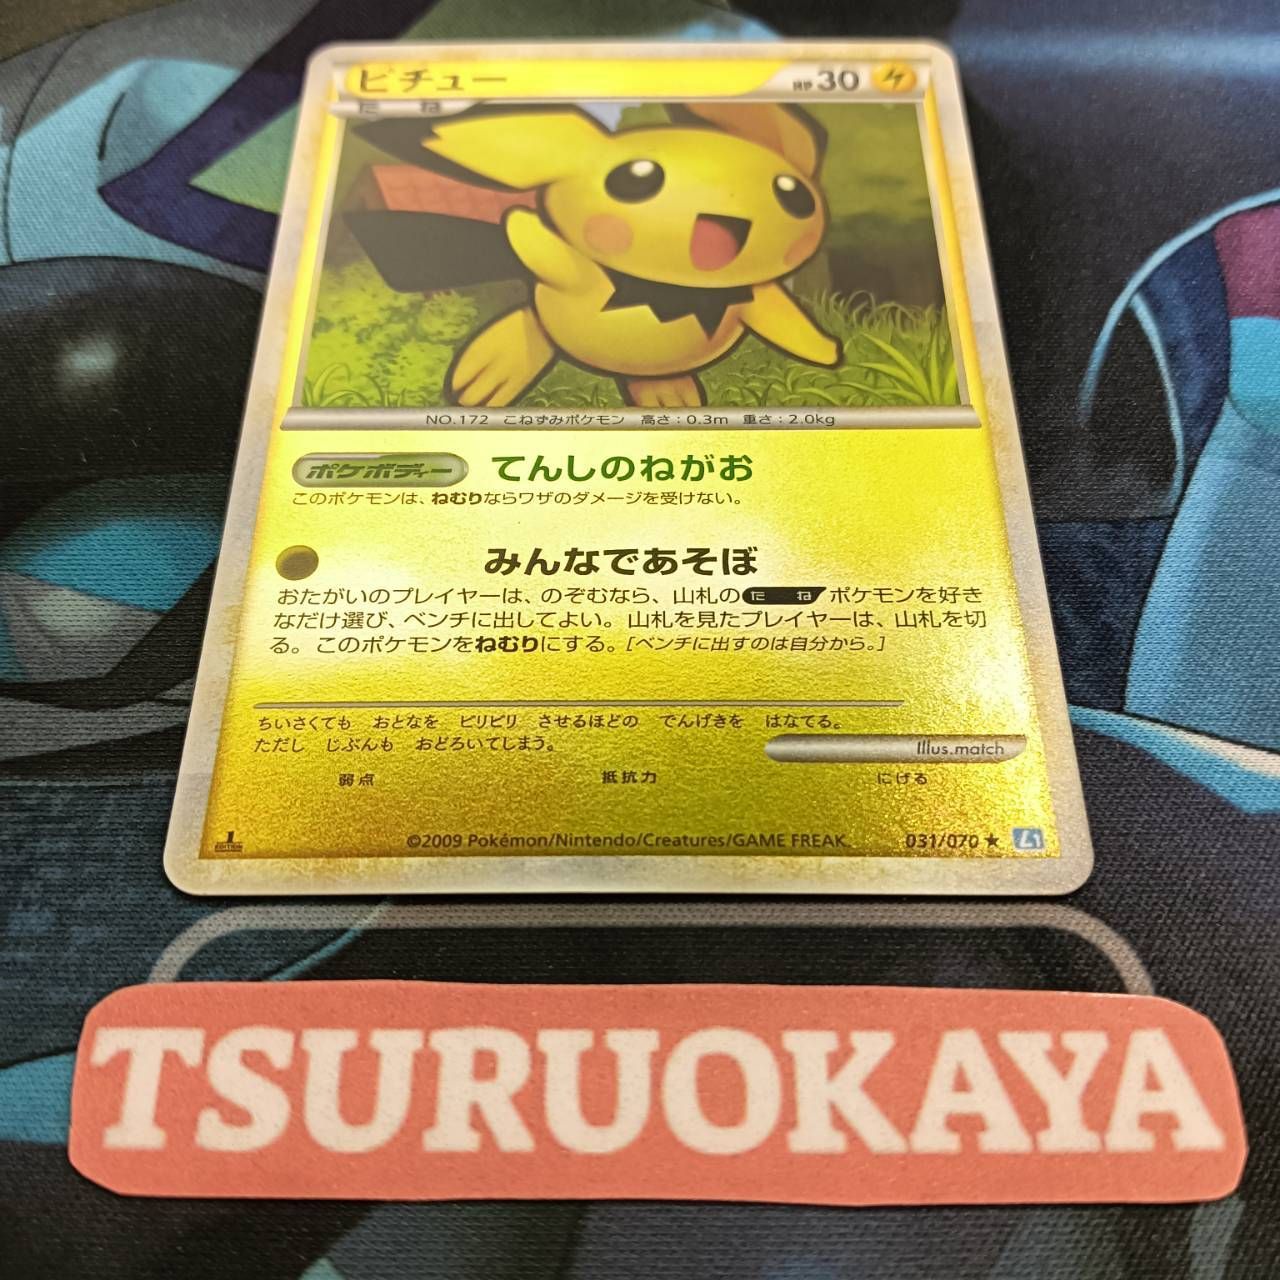 ピチュー HP30
たね
NO.172 こねずみポケモン 高さ:0.3m 重さ:2.0kg
ポケボディー てんしのねがお
このポケモンは、ねむりならワザのダメージを受けない。
みんなであそぼ
おたがいのプレイヤーは、のぞむなら、山札のたねポケモンを好き
なだけ選び、ベンチに出してよい。山札を見たプレイヤーは、山札を切
る。このポケモンをねむりにする。[ベンチに出すのは自分から。]
ちいさくても おとなを ビリビリ させるほどの でんげきを はなてる。
ただし じぶんも おどろいてしまう。
Illus.match
弱点 抵抗力 にげる
1 EDITION ©2009 Pokémon/Nintendo/Creatures/GAME FREAK. 031/070 ★ L1
TSURUOKAYA